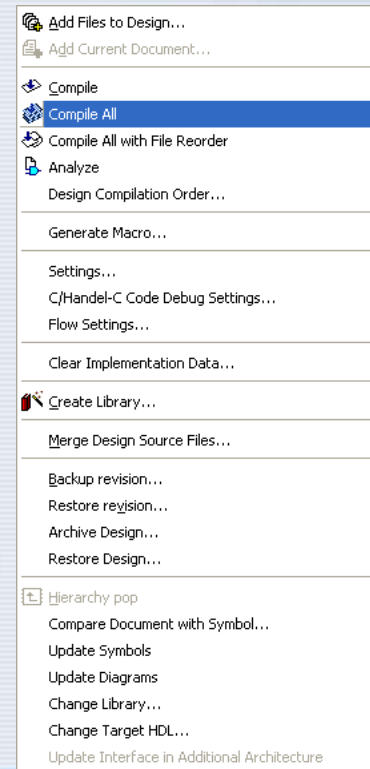 Add Files to Design...
Add Current Document...
Compile
Compile All
Compile All with File Reorder
Analyze
Design Compilation Order...
Generate Macro...
Settings...
C/Handel-C Code Debug Settings...
Flow Settings...
Clear Implementation Data...
Create Library...
Merge Design Source Files...
Backup revision...
Restore revision...
Archive Design...
Restore Design...
Hierarchy pop
Compare Document with Symbol...
Update Symbols
Update Diagrams
Change Library...
Change Target HDL...
Update Interface in Additional Architecture